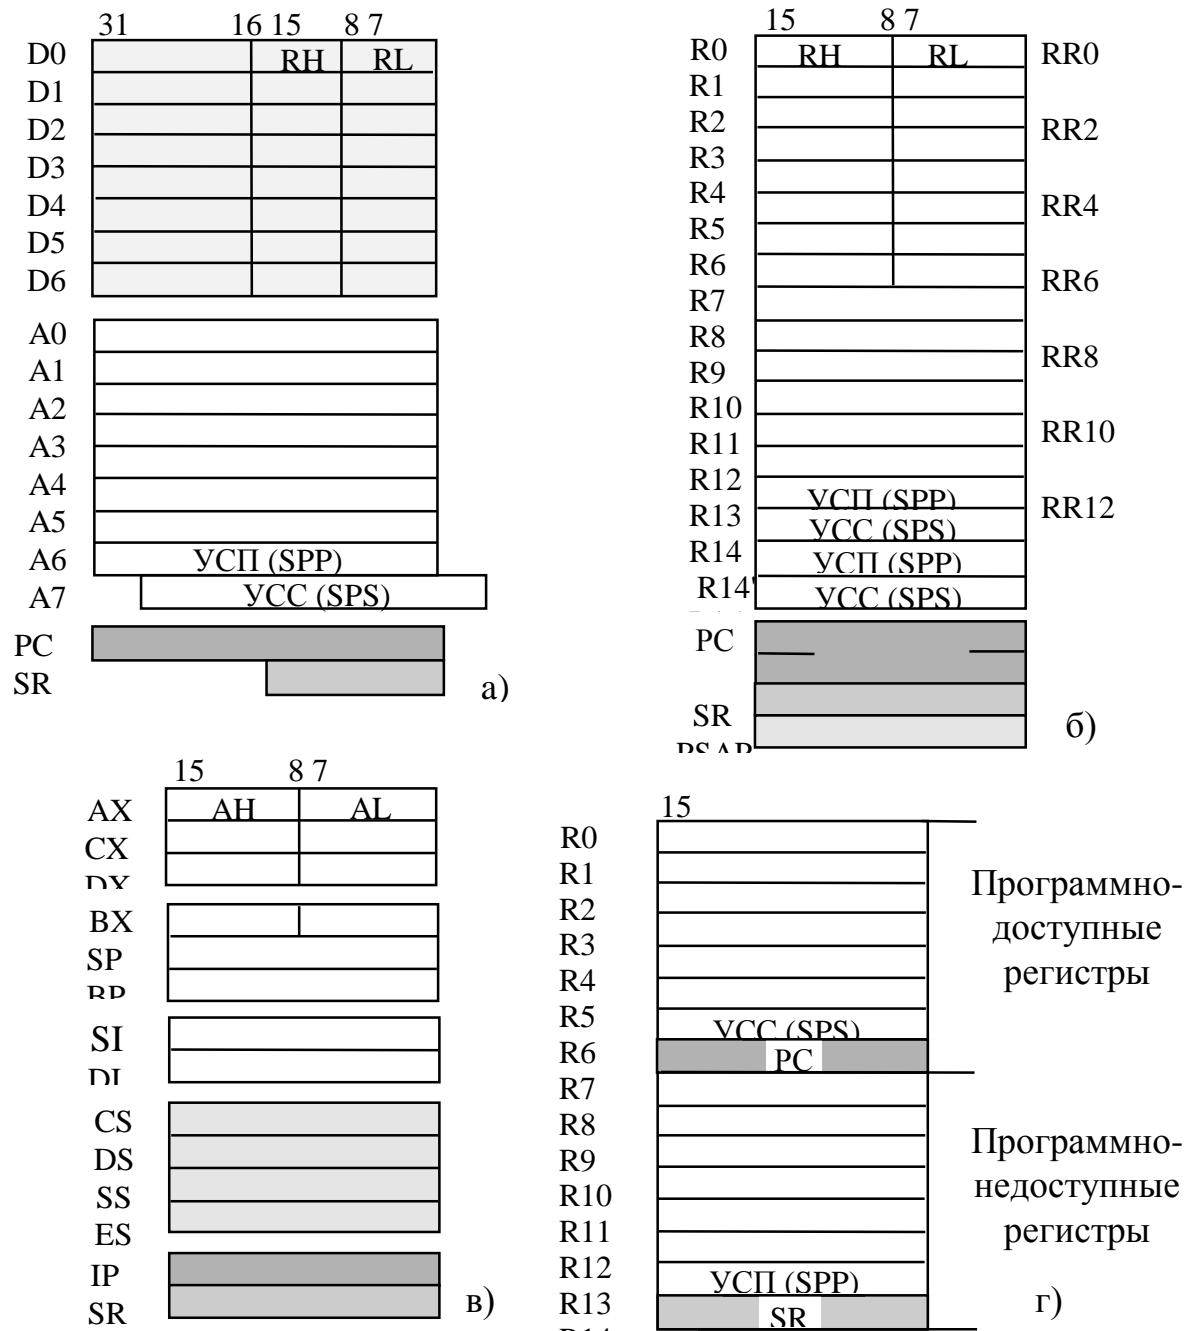 31 16 15 8 7
D0 RH RL
D1
D2
D3
D4
D5
D6
A0
A1
A2
A3
A4
A5
A6 УСП (SPP)
A7 УСС (SPS)
PC
SR
а)
15 8 7
R0 RH RL RR0
R1
R2 RR2
R3
R4 RR4
R5
R6 RR6
R7
R8 RR8
R9
R10 RR10
R11
R12 УСП (SPP)
R13 УСС (SPS) RR12
R14 УСП (SPP)
R14' УСС (SPS)
PC
SR
PSAP
б)
15 8 7
AX AH AL
CX
DX
BX
SP
BP
SI
DI
CS
DS
SS
ES
IP
SR
в)
15
R0
R1
R2
R3
R4
R5 УСС (SPS)
R6 PC
R7
R8
R9
R10
R11
R12 УСП (SPP)
R13 SR
Программно-
доступные
регистры
Программно-
недоступные
регистры
г)